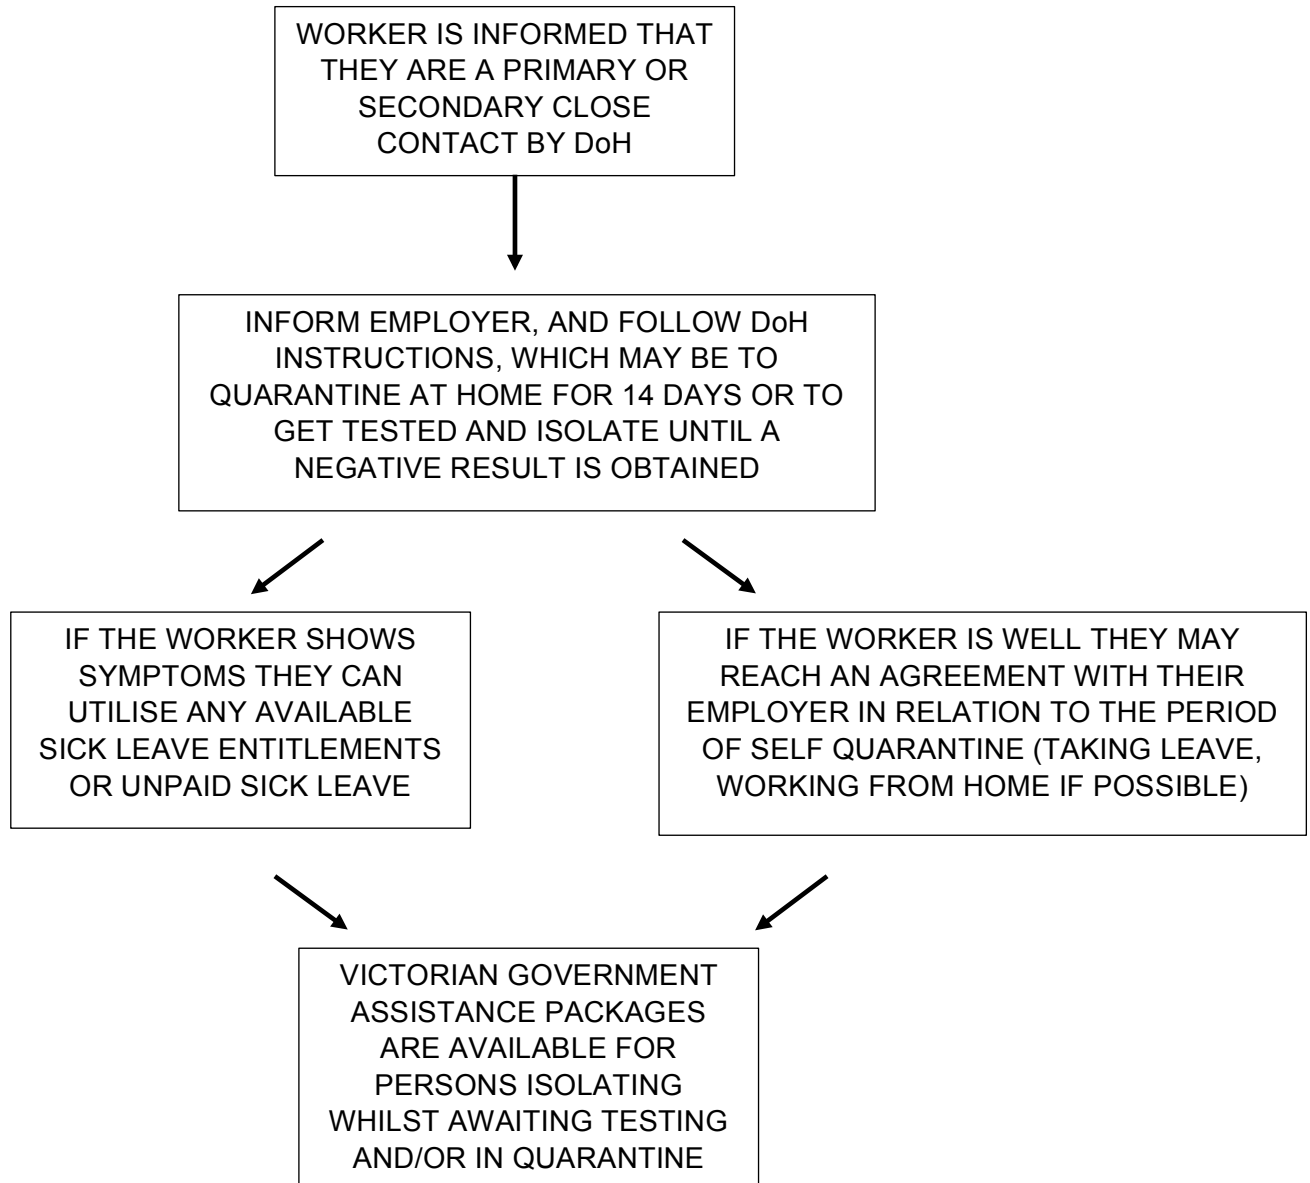 WORKER IS INFORMED THAT
THEY ARE A PRIMARY OR
SECONDARY CLOSE
CONTACT BY DoH
INFORM EMPLOYER, AND FOLLOW DoH
INSTRUCTIONS, WHICH MAY BE TO
QUARANTINE AT HOME FOR 14 DAYS OR TO
GET TESTED AND ISOLATE UNTIL A
NEGATIVE RESULT IS OBTAINED
IF THE WORKER SHOWS
SYMPTOMS THEY CAN
UTILISE ANY AVAILABLE
SICK LEAVE ENTITLEMENTS
OR UNPAID SICK LEAVE
IF THE WORKER IS WELL THEY MAY
REACH AN AGREEMENT WITH THEIR
EMPLOYER IN RELATION TO THE PERIOD
OF SELF QUARANTINE (TAKING LEAVE,
WORKING FROM HOME IF POSSIBLE)
VICTORIAN GOVERNMENT
ASSISTANCE PACKAGES
ARE AVAILABLE FOR
PERSONS ISOLATING
WHILST AWAITING TESTING
AND/OR IN QUARANTINE